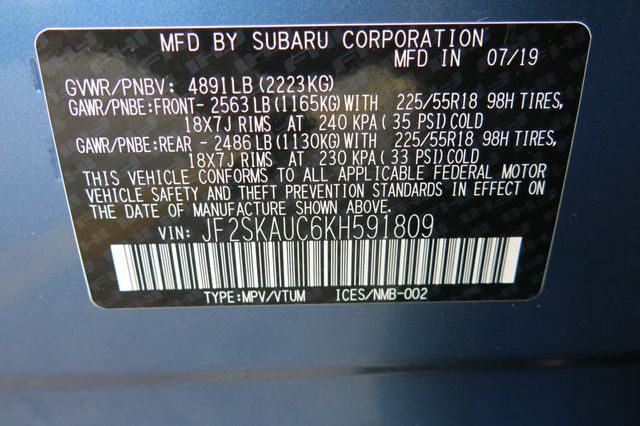 MFD BY SUBARU CORPORATION
MFD IN 07/19
GVWR/PNBV: 4891LB(2223KG)
GAWR/PNBE:FRONT-2563LB(1165KG)WITH 225/55R18 98H TIRES,
18X7J RIMS AT 240 KPA( 35 PSI)COLD
GAWR/PNBE:REAR -2486LB(1130KG)WITH 225/55R18 98H TIRES,
18X7J RIMS AT 230 KPA( 33 PSI)COLD
THIS VEHICLE CONFORMS TO ALL APPLICABLE FEDERAL MOTOR
VEHICLE SAFETY AND THEFT PREVENTION STANDARDS IN EFFECT ON
THE DATE OF MANUFACTURE SHOWN ABOVE.
VIN: JF2SKAUC6KH591809
TYPE:MPV/VTUM ICES/NMB-002